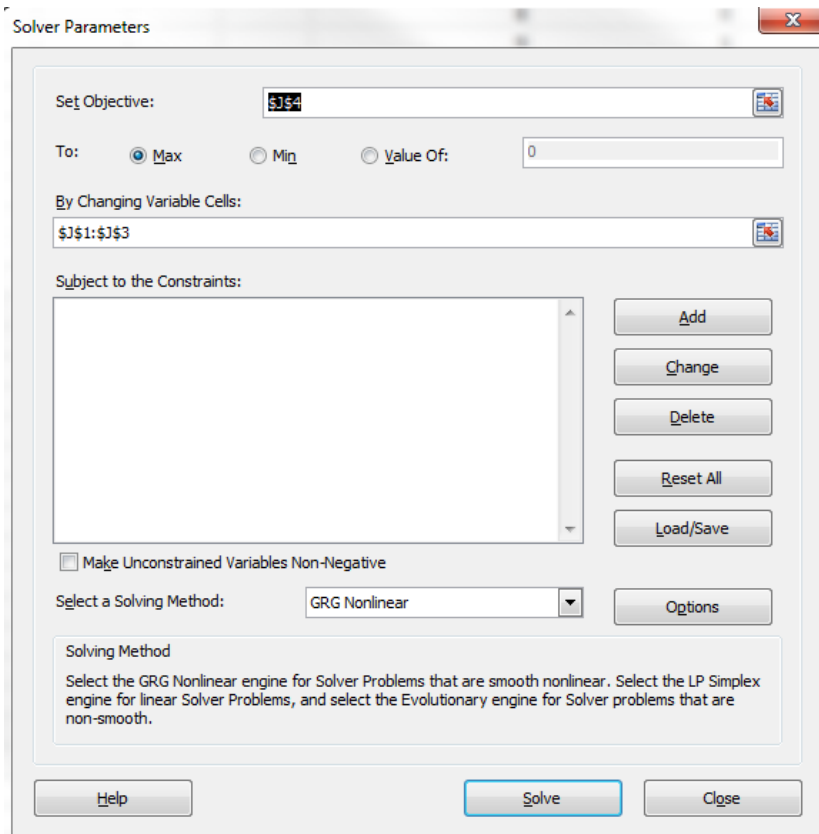 Solver Parameters
Set Objective:
$J$4
To:
Max
Min
Value Of:
0
By Changing Variable Cells:
$J$1:$J$3
Subject to the Constraints:
Add
Change
Delete
Reset All
Load/Save
Make Unconstrained Variables Non-Negative
Select a Solving Method:
GRG Nonlinear
Options
Solving Method
Select the GRG Nonlinear engine for Solver Problems that are smooth nonlinear. Select the LP Simplex
engine for linear Solver Problems, and select the Evolutionary engine for Solver problems that are
non-smooth.
Help
Solve
Close